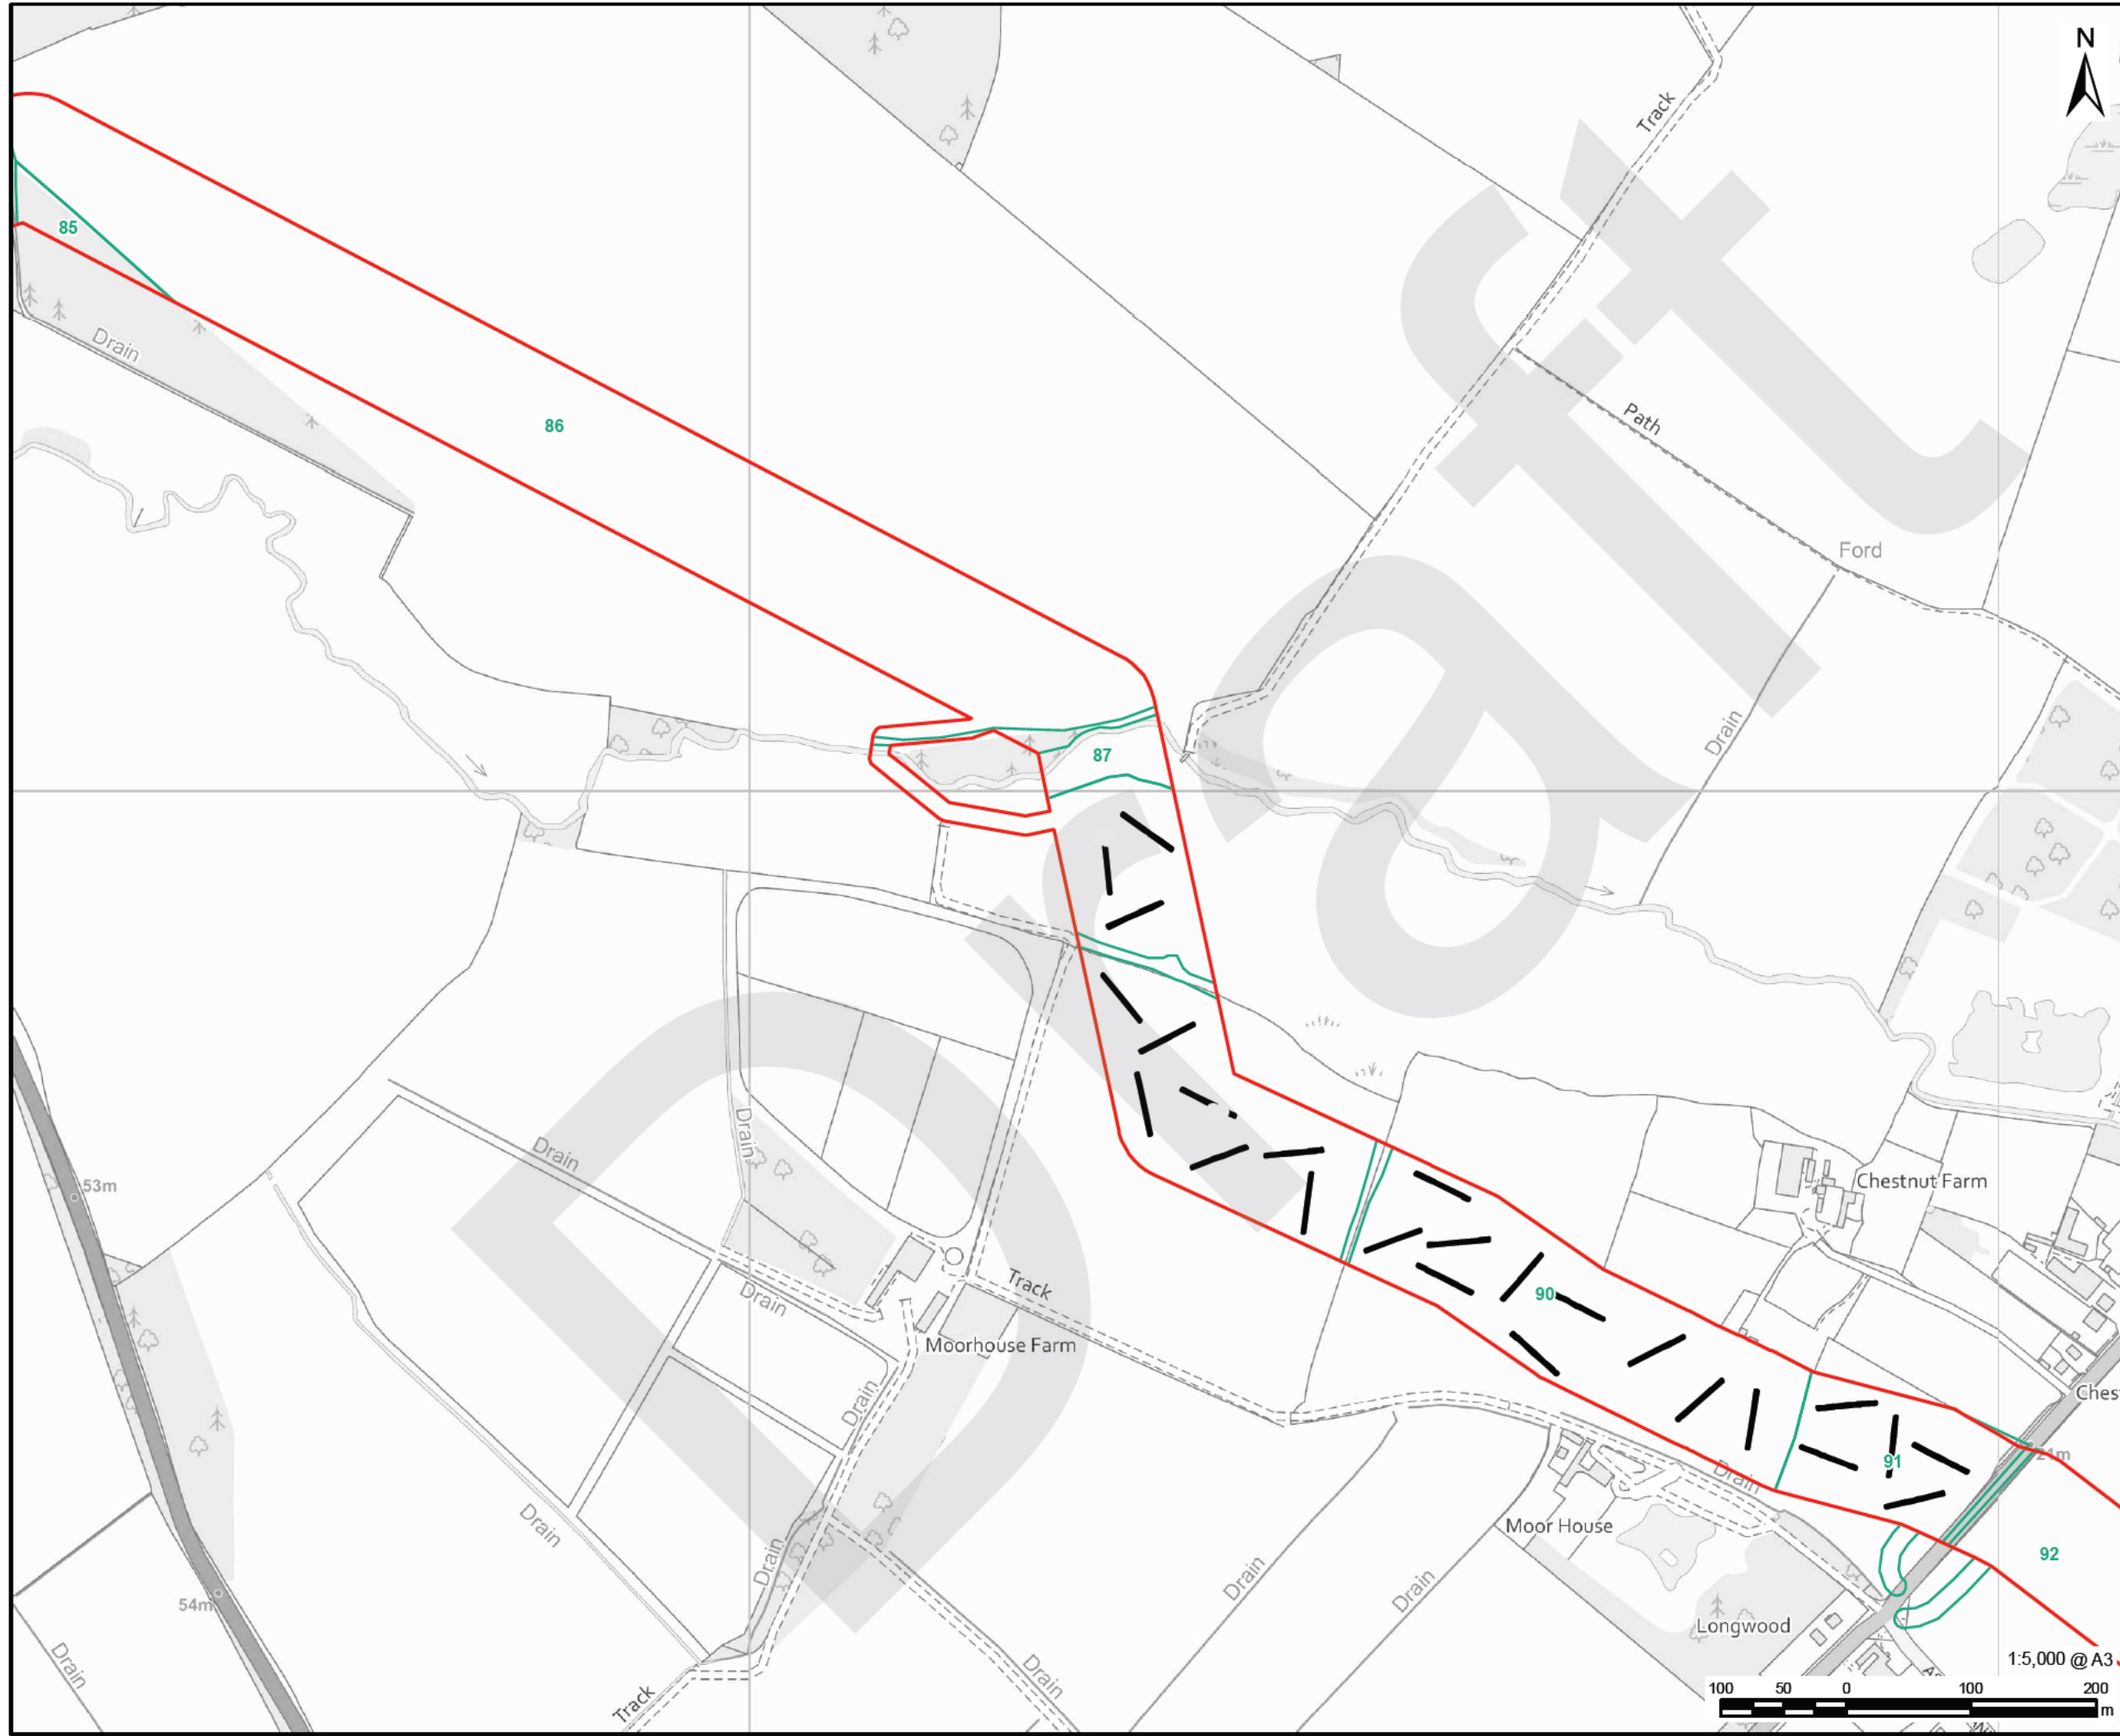 N
Track
85
Drain
86
Path
Ford
Drain
87
Draft
53m
Drain
Drain
Chestnut Farm
90
Track
Drain
Moorhouse Farm
Drain
Ches
21m
91
Drain
Drain
Moor House
92
Drain
Drain
Drain
54m
Longwood
Drain
Drain
Track
1:5,000 @ A3
100 50 0 100 200
m